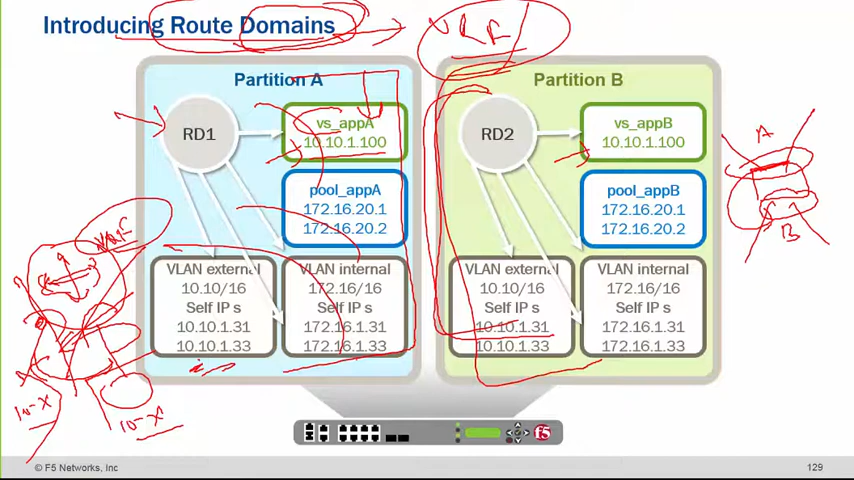 Introducing Route Domains
VRF
Partition A
RD1
vs_appA
10.10.1.100
pool_appA
172.16.20.1
172.16.20.2
VLAN external
10.10/16
Self IP s
10.10.1.31
10.10.1.33
VLAN internal
172.16/16
Self IP s
172.16.1.31
172.16.1.33
Partition B
RD2
vs_appB
10.10.1.100
pool_appB
172.16.20.1
172.16.20.2
VLAN external
10.10/16
Self IP s
10.10.1.31
10.10.1.33
VLAN internal
172.16/16
Self IP s
172.16.1.31
172.16.1.33
A
B
VRF
A
10-X
10-X
f5
© F5 Networks, Inc
129